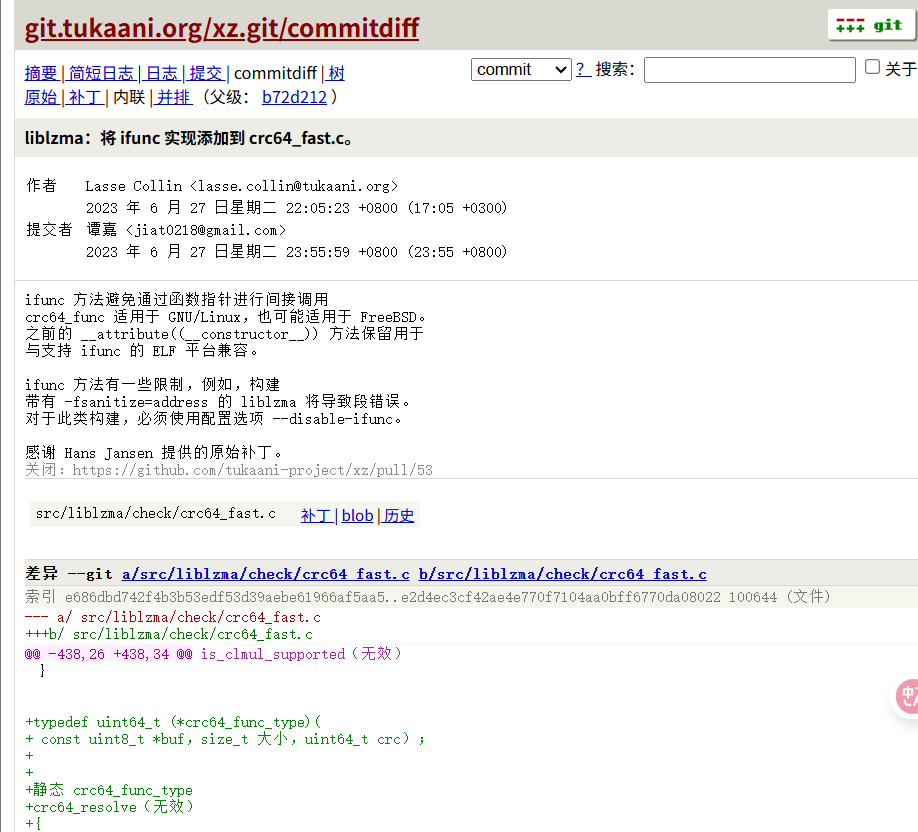 git.tukaani.org/xz.git/commitdiff
git
摘要 | 简短日志 | 日志 | 提交 | commitdiff | 树
commit ? 搜索： 关于
原始 | 补丁 | 内联 | 并排 （父级： b72d212 ）
liblzma：将 ifunc 实现添加到 crc64_fast.c。
作者 Lasse Collin <lasse.collin@tukaani.org>
2023 年 6 月 27 日星期二 22:05:23 +0800 (17:05 +0300)
提交者 谭嘉 <jiat0218@gmail.com>
2023 年 6 月 27 日星期二 23:55:59 +0800 (23:55 +0800)
ifunc 方法避免通过函数指针进行间接调用
crc64_func 适用于 GNU/Linux，也可能适用于 FreeBSD。
之前的 __attribute((__constructor__)) 方法保留用于
与支持 ifunc 的 ELF 平台兼容。
ifunc 方法有一些限制，例如，构建
带有 -fsanitize=address 的 liblzma 将导致段错误。
对于此类构建，必须使用配置选项 --disable-ifunc。
感谢 Hans Jansen 提供的原始补丁。
关闭：https://github.com/tukaani-project/xz/pull/53
src/liblzma/check/crc64_fast.c 补丁 | blob | 历史
差异 --git a/src/liblzma/check/crc64_fast.c b/src/liblzma/check/crc64_fast.c
索引 e686dbd742f4b3b53edf53d39aebe61966af5aa5..e2d4ec3cf42ae4e770f7104aa0bff6770da08022 100644（文件）
--- a/ src/liblzma/check/crc64_fast.c
+++b/ src/liblzma/check/crc64_fast.c
@@ -438,26 +438,34 @@ is_clmul_supported（无效）
}
+typedef uint64_t (*crc64_func_type)(
+ const uint8_t *buf，size_t 大小，uint64_t crc）；
+
+
+静态 crc64_func_type
+crc64_resolve（无效）
+{